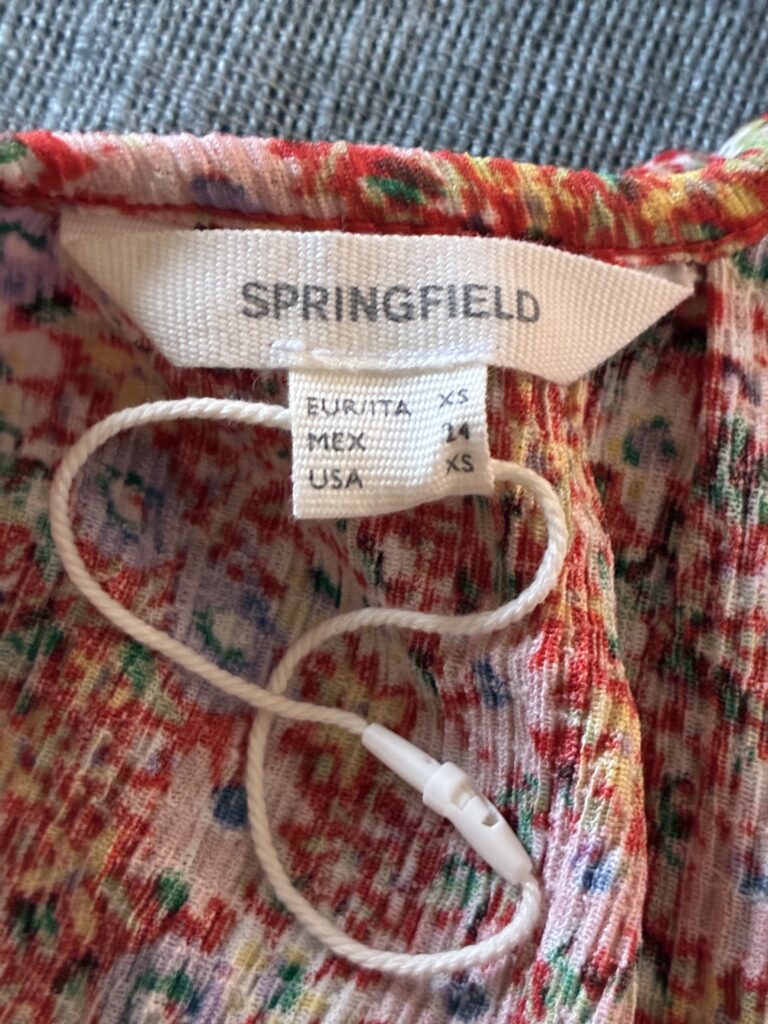 SPRINGFIELD
EUR/ITA XS
MEX 24
USA XS